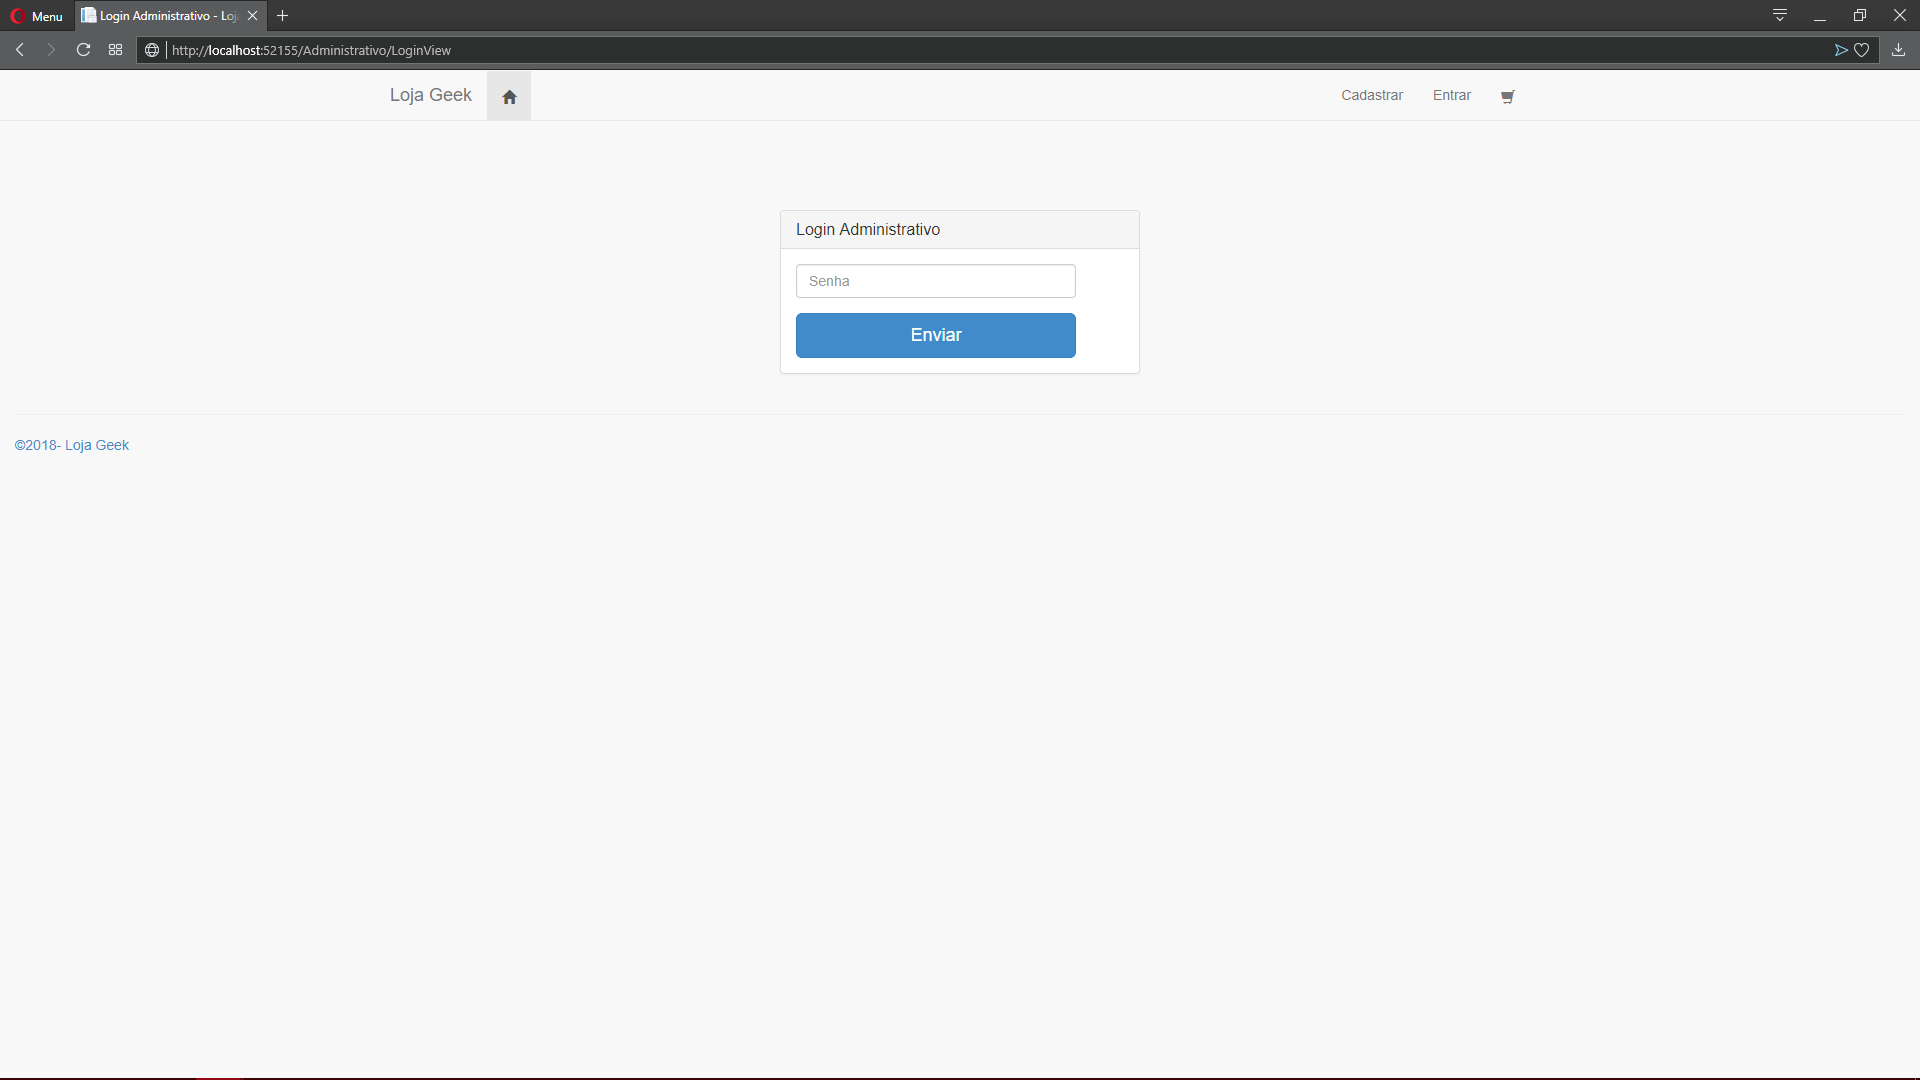 Menu
Login Administrativo - Loj
http://localhost:52155/Administrativo/LoginView
Loja Geek
Cadastrar Entrar
Login Administrativo
Senha
Enviar
©2018- Loja Geek